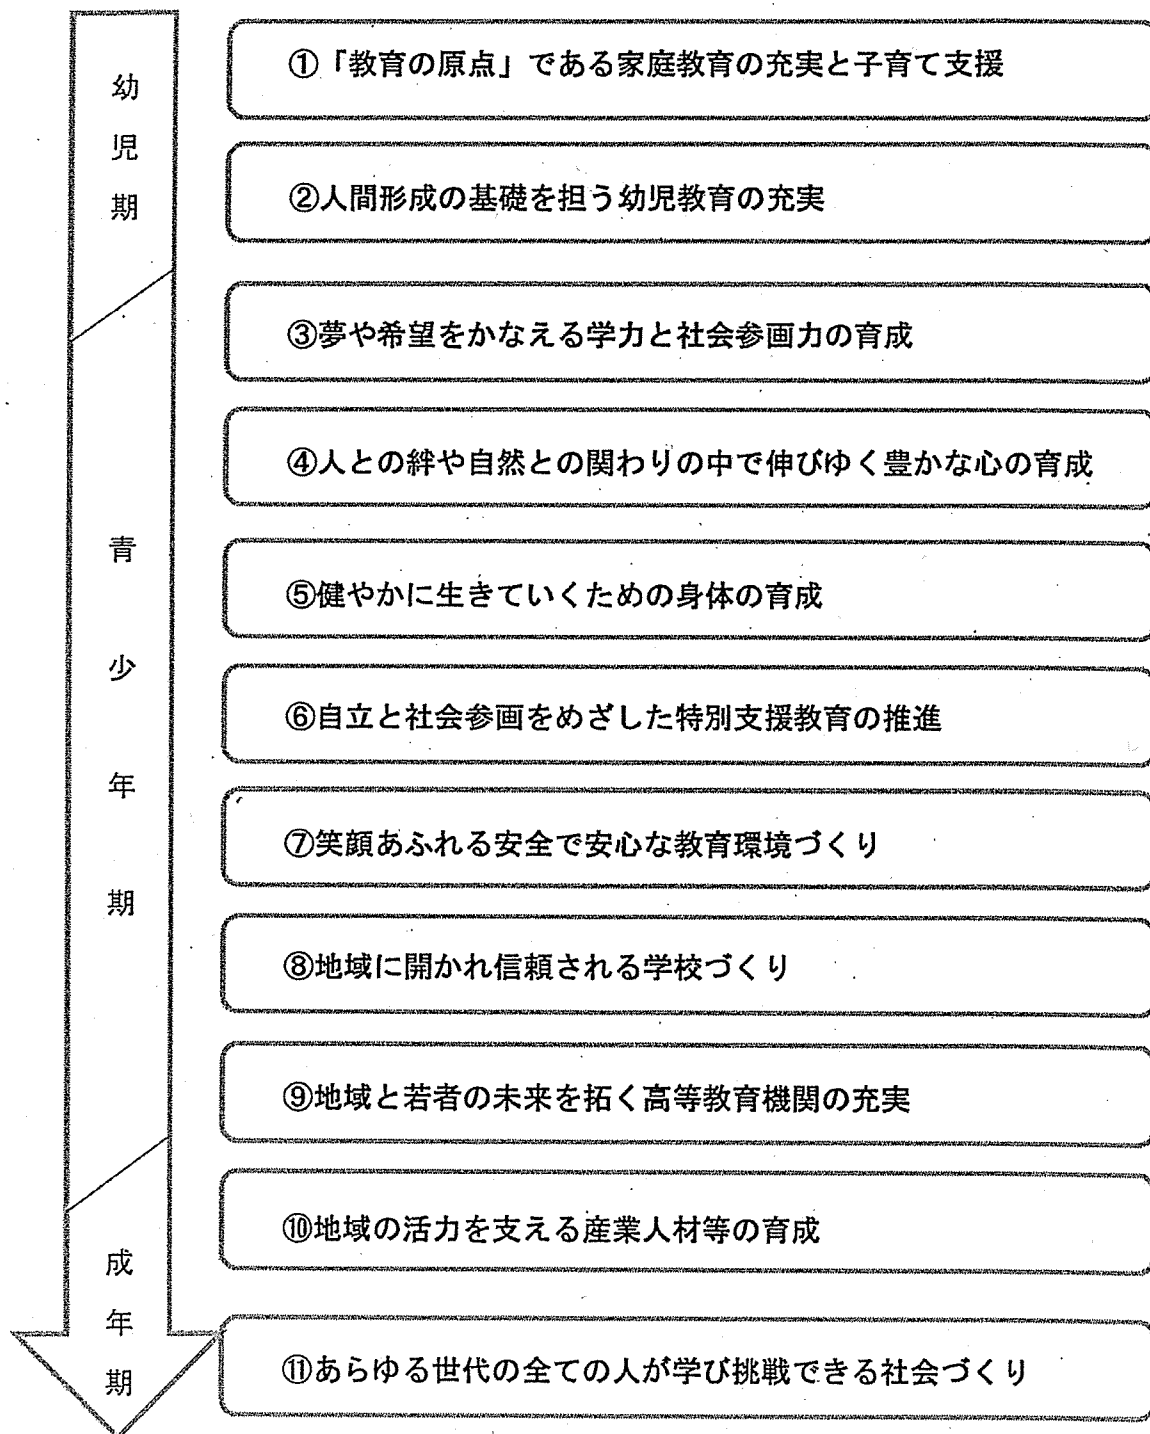 幼児期
①「教育の原点」である家庭教育の充実と子育て支援
②人間形成の基礎を担う幼児教育の充実
青少年期
③夢や希望をかなえる学力と社会参画力の育成
④人との絆や自然との関わりの中で伸びゆく豊かな心の育成
⑤健やかに生きていくための身体の育成
⑥自立と社会参画をめざした特別支援教育の推進
⑦笑顔あふれる安全で安心な教育環境づくり
⑧地域に開かれ信頼される学校づくり
⑨地域と若者の未来を拓く高等教育機関の充実
成年期
⑩地域の活力を支える産業人材等の育成
⑪あらゆる世代の全ての人が学び挑戦できる社会づくり